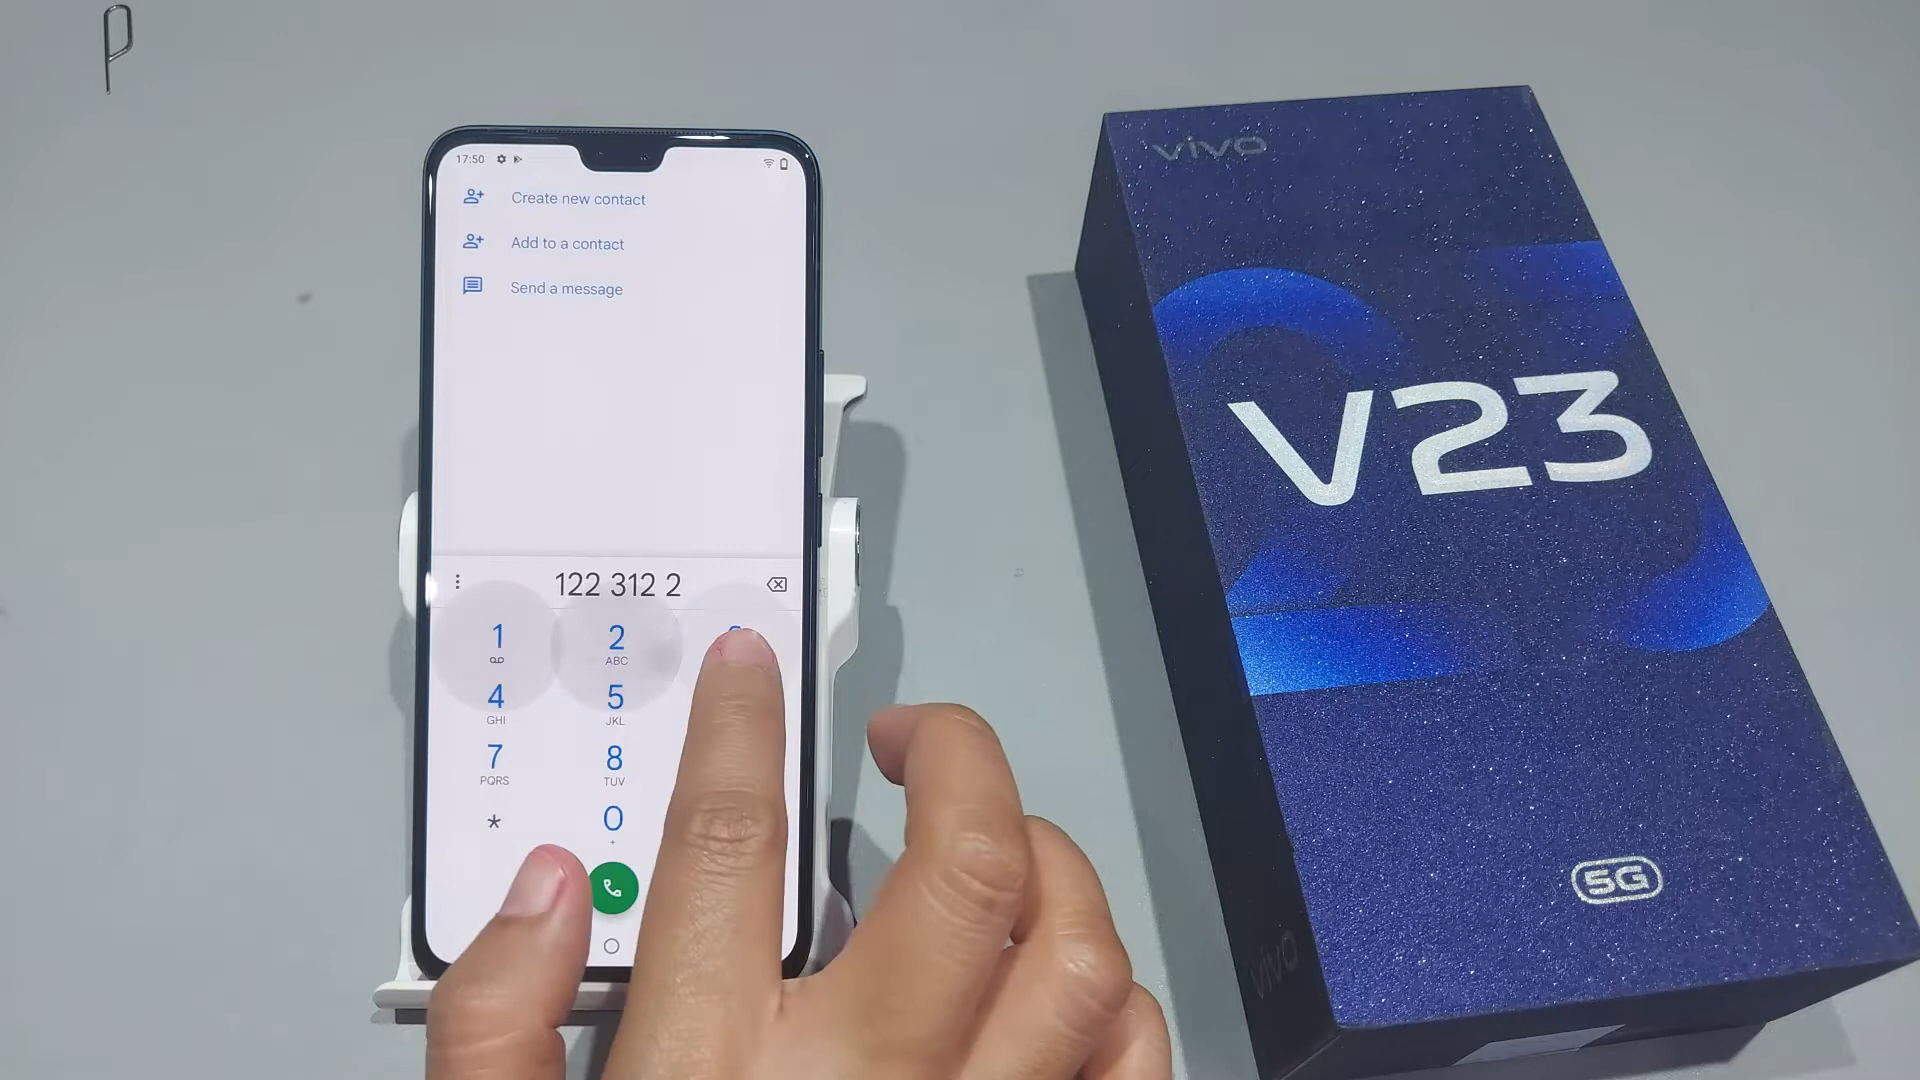 17:50
Create new contact
Add to a contact
Send a message
122 312 2
1
2
ABC
4
GHI
5
JKL
7
PQRS
8
TUV
*
0
+
vivo
V23
5G
vivo